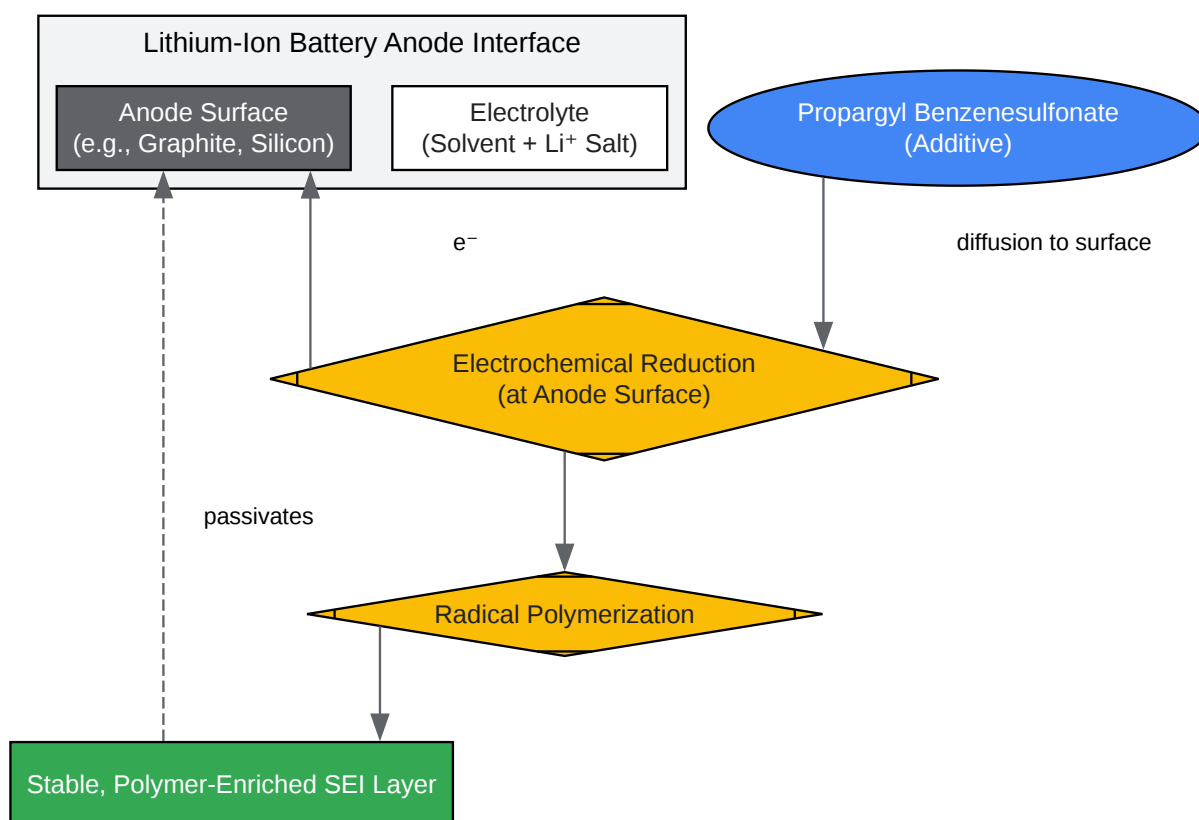 Lithium-Ion Battery Anode Interface
Anode Surface
(e.g., Graphite, Silicon)
Electrolyte
(Solvent + Li⁺ Salt)
Propargyl Benzenesulfonate
(Additive)
e⁻
diffusion to surface
Electrochemical Reduction
(at Anode Surface)
passivates
Radical Polymerization
Stable, Polymer-Enriched SEI Layer